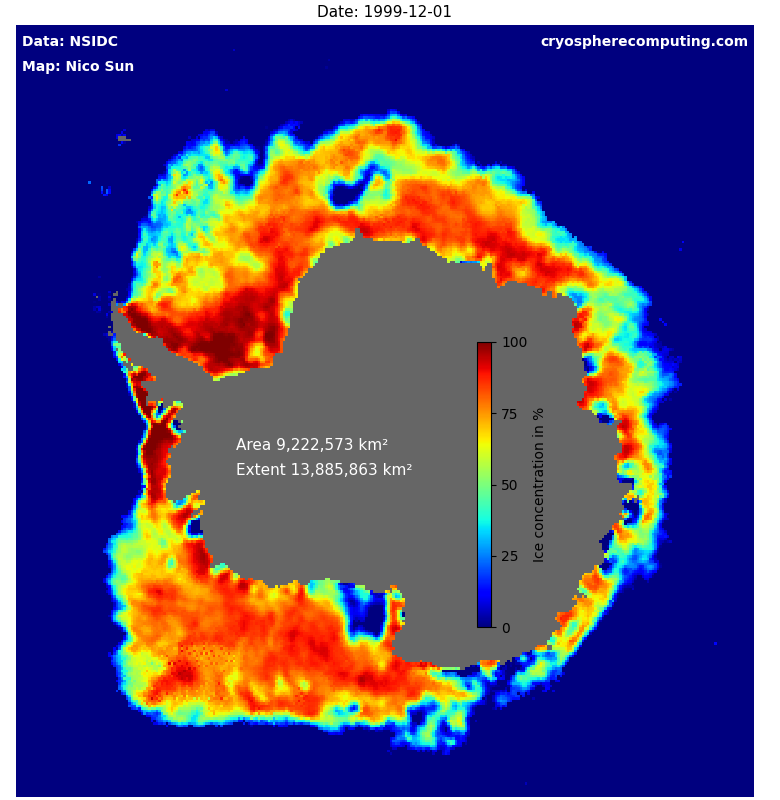 Date: 1999-12-01
Data: NSIDC
cryospherecomputing.com
Map: Nico Sun
100
75
50
25
0
Ice concentration in %
Area 9,222,573 km²
Extent 13,885,863 km²